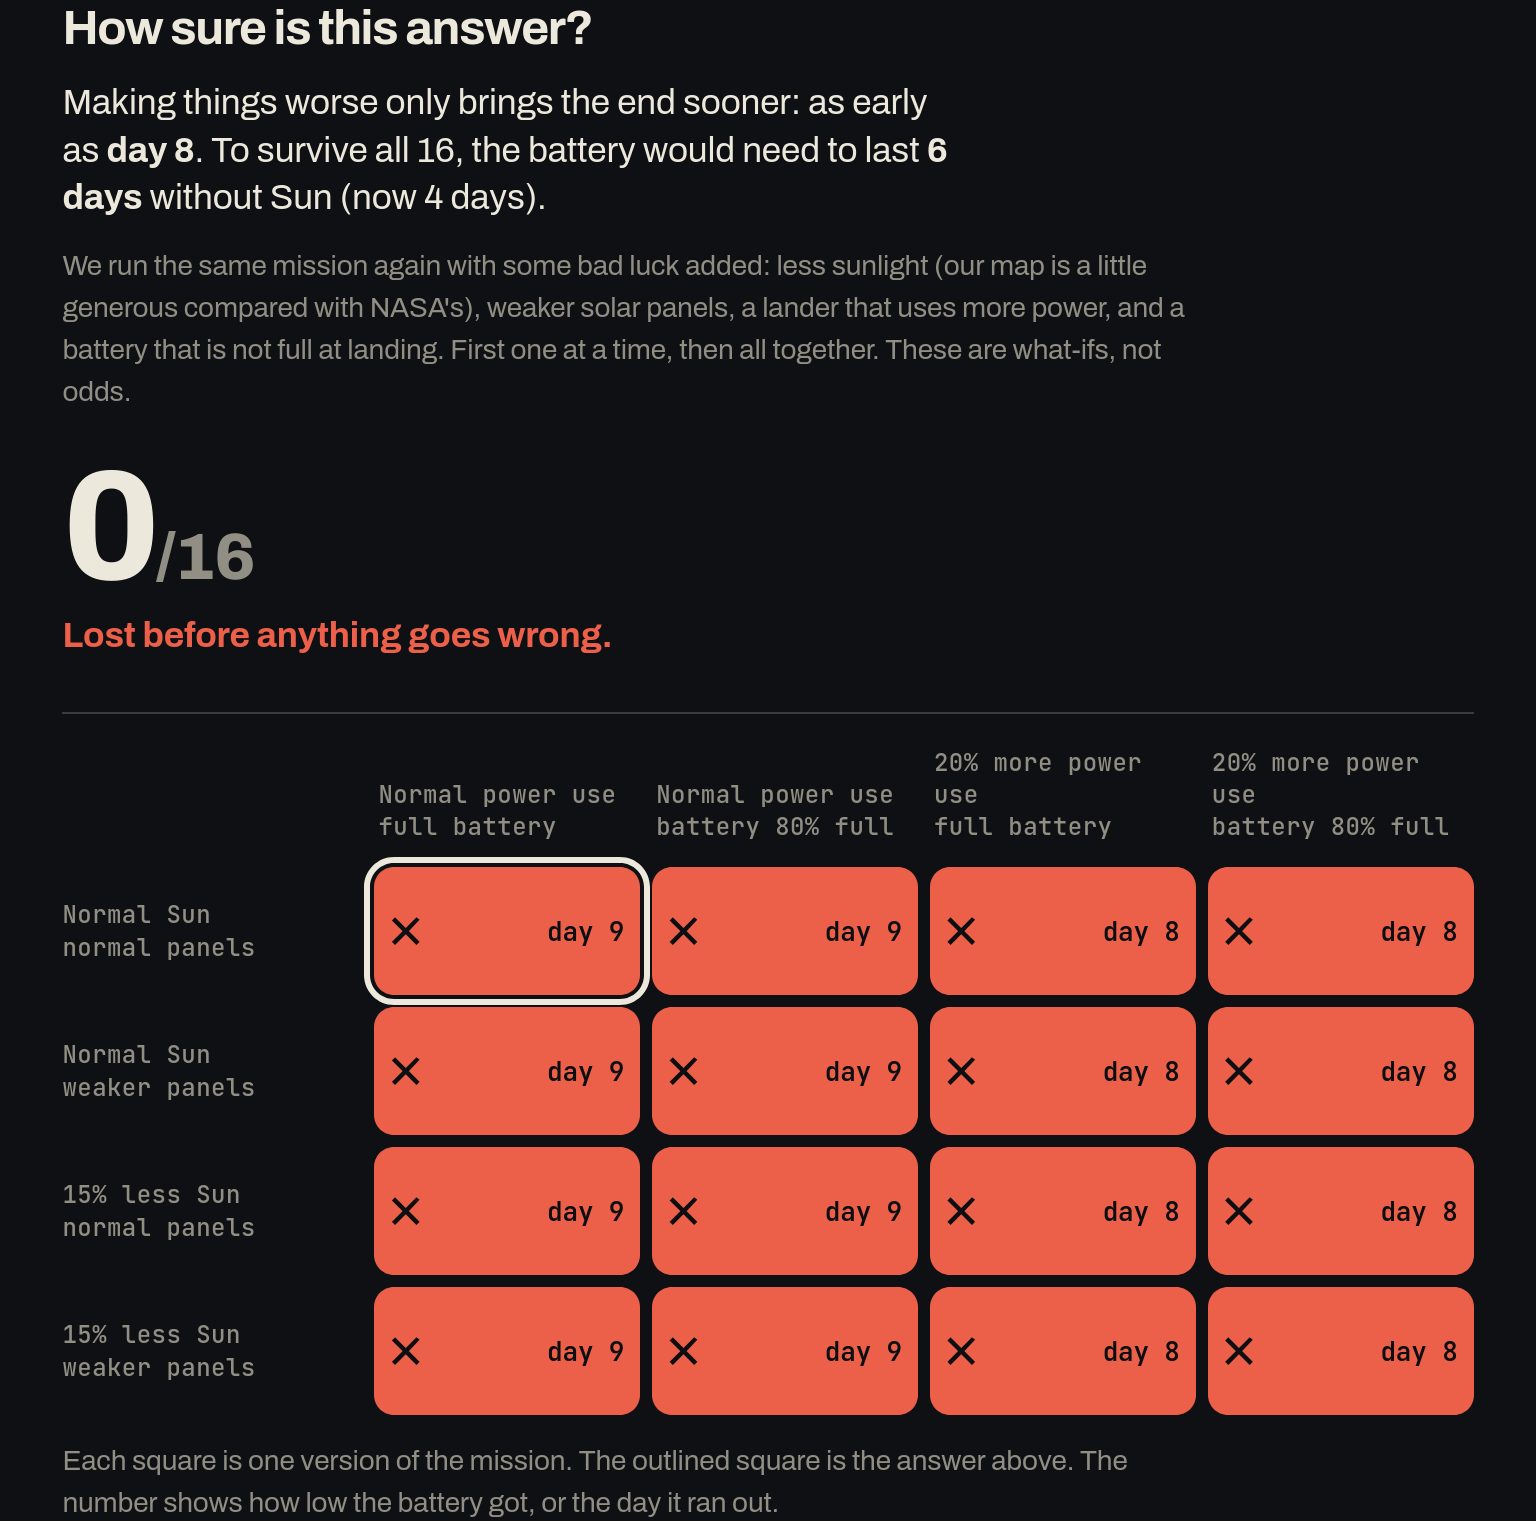 How sure is this answer?
Making things worse only brings the end sooner: as early
as day 8. To survive all 16, the battery would need to last 6
days without Sun (now 4 days).
We run the same mission again with some bad luck added: less sunlight (our map is a little
generous compared with NASA's), weaker solar panels, a lander that uses more power, and a
battery that is not full at landing. First one at a time, then all together. These are what-ifs, not
odds.
0/16
Lost before anything goes wrong.
Normal power use
full battery
Normal power use
battery 80% full
20% more power
use
full battery
20% more power
use
battery 80% full
Normal Sun
normal panels
× day 9
× day 9
× day 8
× day 8
Normal Sun
weaker panels
× day 9
× day 9
× day 8
× day 8
15% less Sun
normal panels
× day 9
× day 9
× day 8
× day 8
15% less Sun
weaker panels
× day 9
× day 9
× day 8
× day 8
Each square is one version of the mission. The outlined square is the answer above. The
number shows how low the battery got, or the day it ran out.